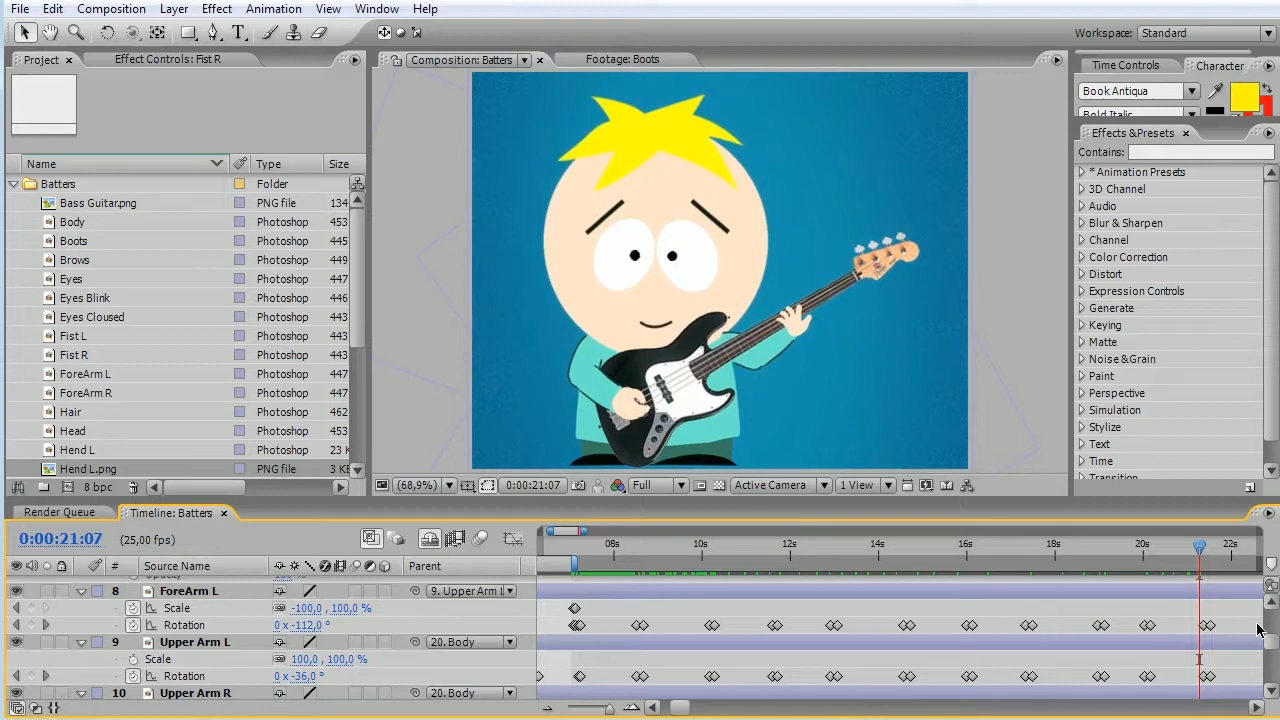 File Edit Composition Layer Effect Animation View Window Help
Workspace: Standard
Project Effect Controls: Fist R
Composition: Batters Footage: Boots
Time Controls Character
Book Antiqua
Bold Italic
Effects & Presets
Contains:
Name Type Size
Batters Folder
Bass Guitar.png PNG file 134
Body Photoshop 453
Boots Photoshop 445
Brows Photoshop 449
Eyes Photoshop 447
Eyes Blink Photoshop 446
Eyes Cloused Photoshop 443
Fist L Photoshop 443
Fist R Photoshop 443
ForeArm L Photoshop 447
ForeArm R Photoshop 447
Hair Photoshop 462
Head Photoshop 453
Hend L Photoshop 23 K
Hend L.png PNG file 3 KE
8 bpc
* Animation Presets
3D Channel
Audio
Blur & Sharpen
Channel
Color Correction
Distort
Expression Controls
Generate
Keying
Matte
Noise & Grain
Paint
Perspective
Simulation
Stylize
Text
Time
Transition
(68,9%) 0:00:21:07 Full Active Camera 1 View
Render Queue Timeline: Batters
0:00:21:07 (25,00 fps)
08s 10s 12s 14s 16s 18s 20s 22s
# Source Name Parent
Opacity 100 %
8 ForeArm L 9. Upper Arm L
Scale -100,0 , 100,0 %
Rotation 0 x -112,0 °
9 Upper Arm L 20. Body
Scale 100,0 , 100,0 %
Rotation 0 x -36,0 °
10 Upper Arm R 20. Body